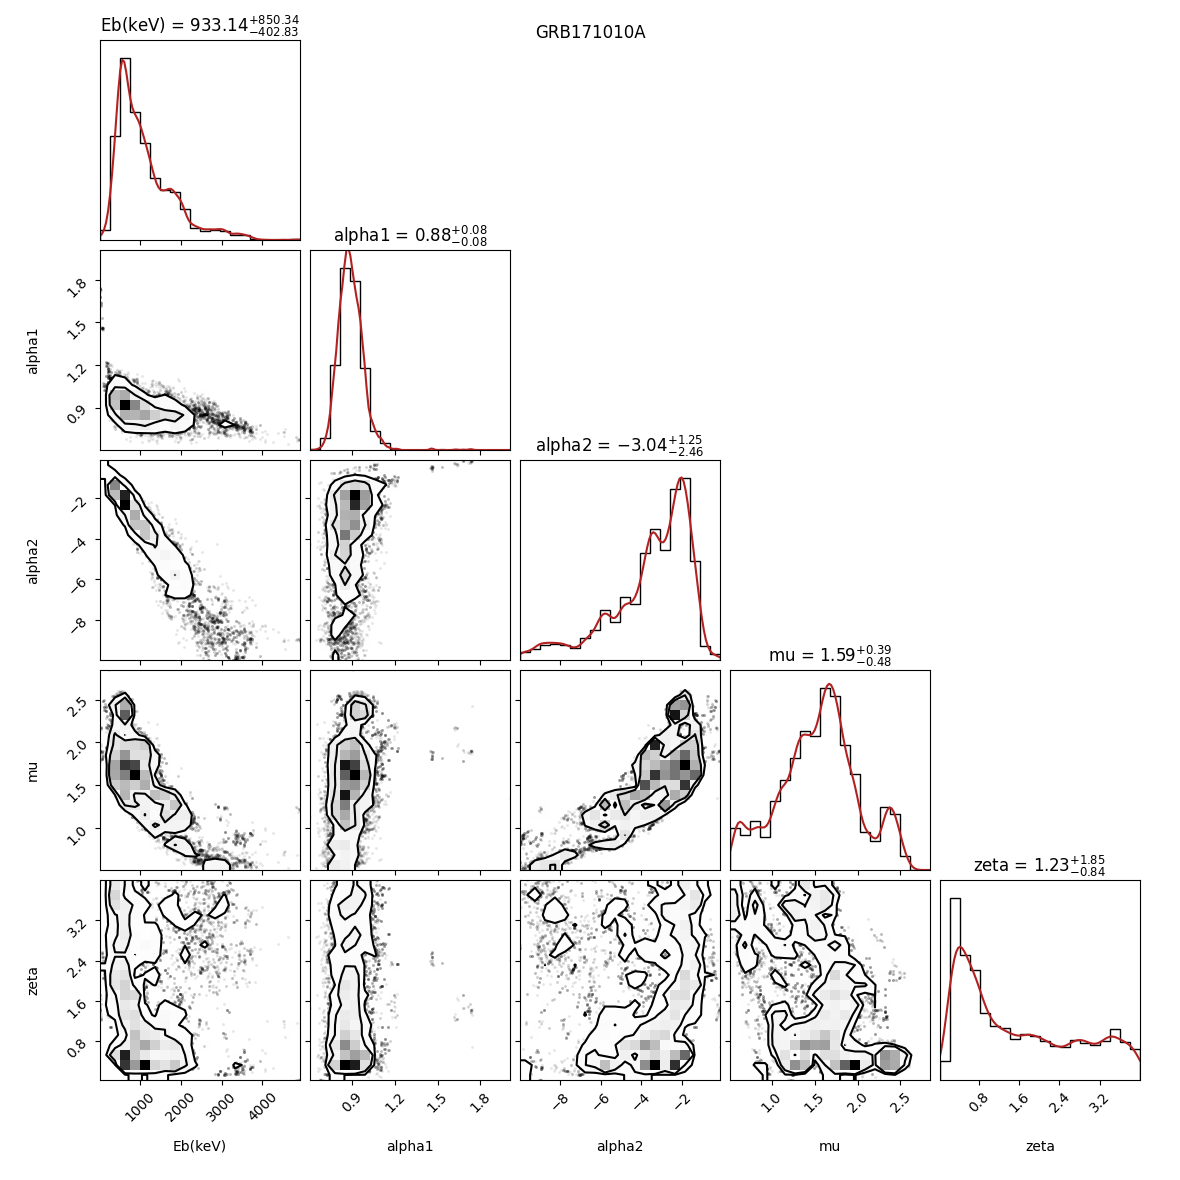 Eb(keV) = 933.14+850.34−402.83
GRB171010A
alpha1 = 0.88+0.08−0.08
1.8
1.5
1.2
0.9
alpha1
alpha2 = −3.04+1.25−2.46
−2
−4
−6
−8
alpha2
mu = 1.59+0.39−0.48
2.5
2.0
1.5
1.0
mu
zeta = 1.23+1.85−0.84
3.2
2.4
1.6
0.8
zeta
1000 2000 3000 4000 0.9 1.2 1.5 1.8 −8 −6 −4 −2 1.0 1.5 2.0 2.5 0.8 1.6 2.4 3.2
Eb(keV) alpha1 alpha2 mu zeta